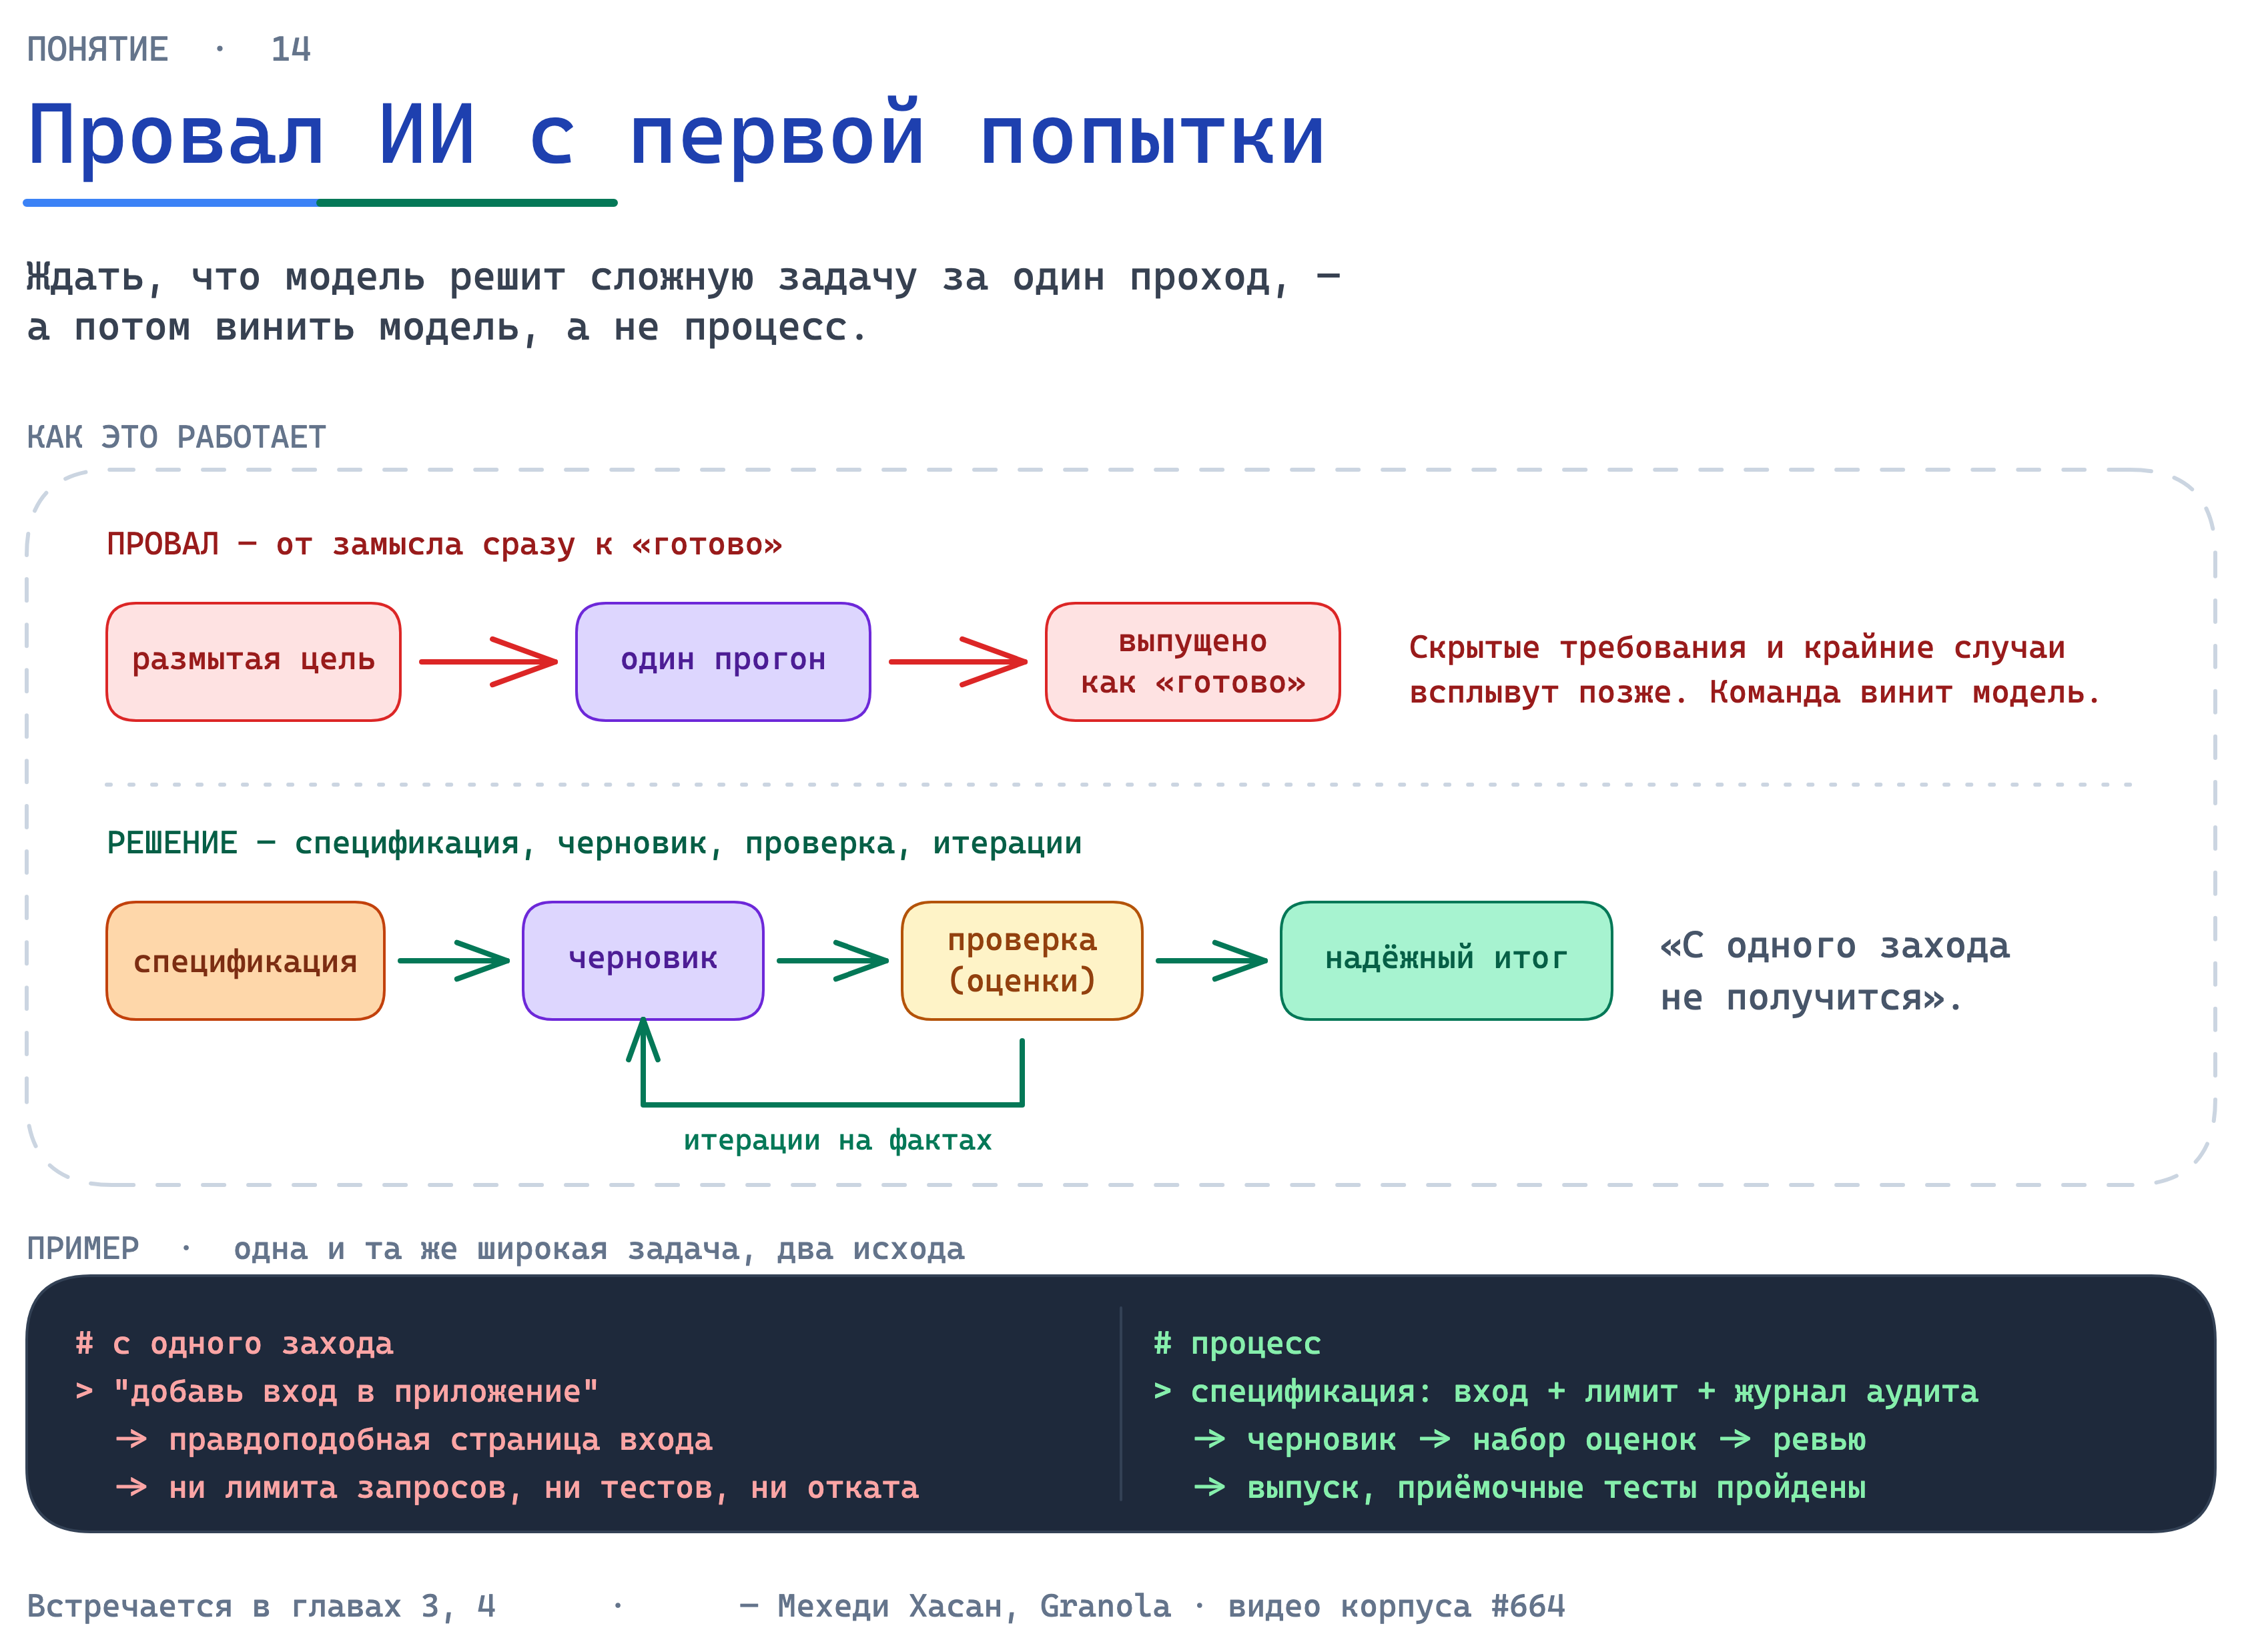 ПОНЯТИЕ · 14
Провал ИИ с первой попытки
Ждать, что модель решит сложную задачу за один проход, —
а потом винить модель, а не процесс.
КАК ЭТО РАБОТАЕТ
ПРОВАЛ — от замысла сразу к «готово»
размытая цель
один прогон
выпущено
как «готово»
Скрытые требования и крайние случаи
всплывут позже. Команда винит модель.
РЕШЕНИЕ — спецификация, черновик, проверка, итерации
спецификация
черновик
проверка
(оценки)
надёжный итог
«С одного захода
не получится».
итерации на фактах
ПРИМЕР · одна и та же широкая задача, два исхода
# с одного захода
> "добавь вход в приложение"
→ правдоподобная страница входа
→ ни лимита запросов, ни тестов, ни отката
# процесс
> спецификация: вход + лимит + журнал аудита
→ черновик → набор оценок → ревью
→ выпуск, приёмочные тесты пройдены
Встречается в главах 3, 4 · — Мехеди Хасан, Granola · видео корпуса #664